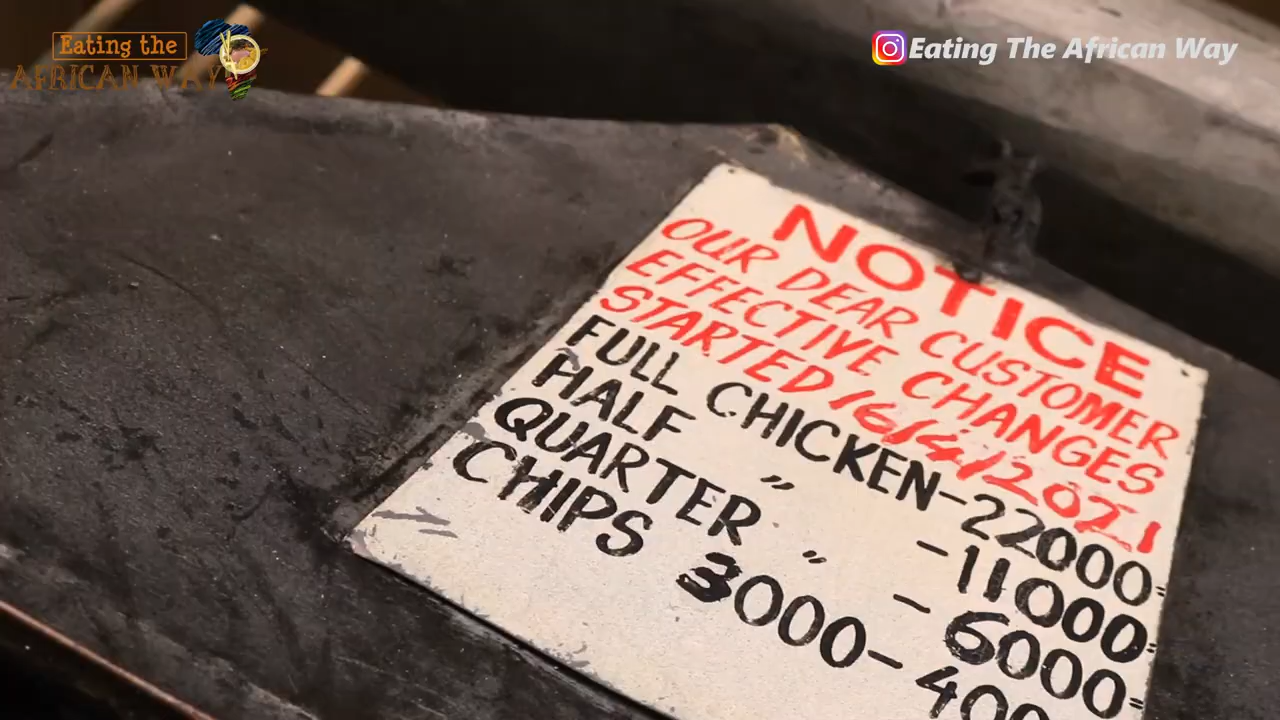 Eating the
AFRICAN WAY
Eating The African Way
NOTICE
OUR DEAR CUSTOMER
EFFECTIVE CHANGES
STARTED 16/4/2021
FULL CHICKEN-22000=
HALF " -11000=
QUARTER " - 6000=
CHIPS 3000-400